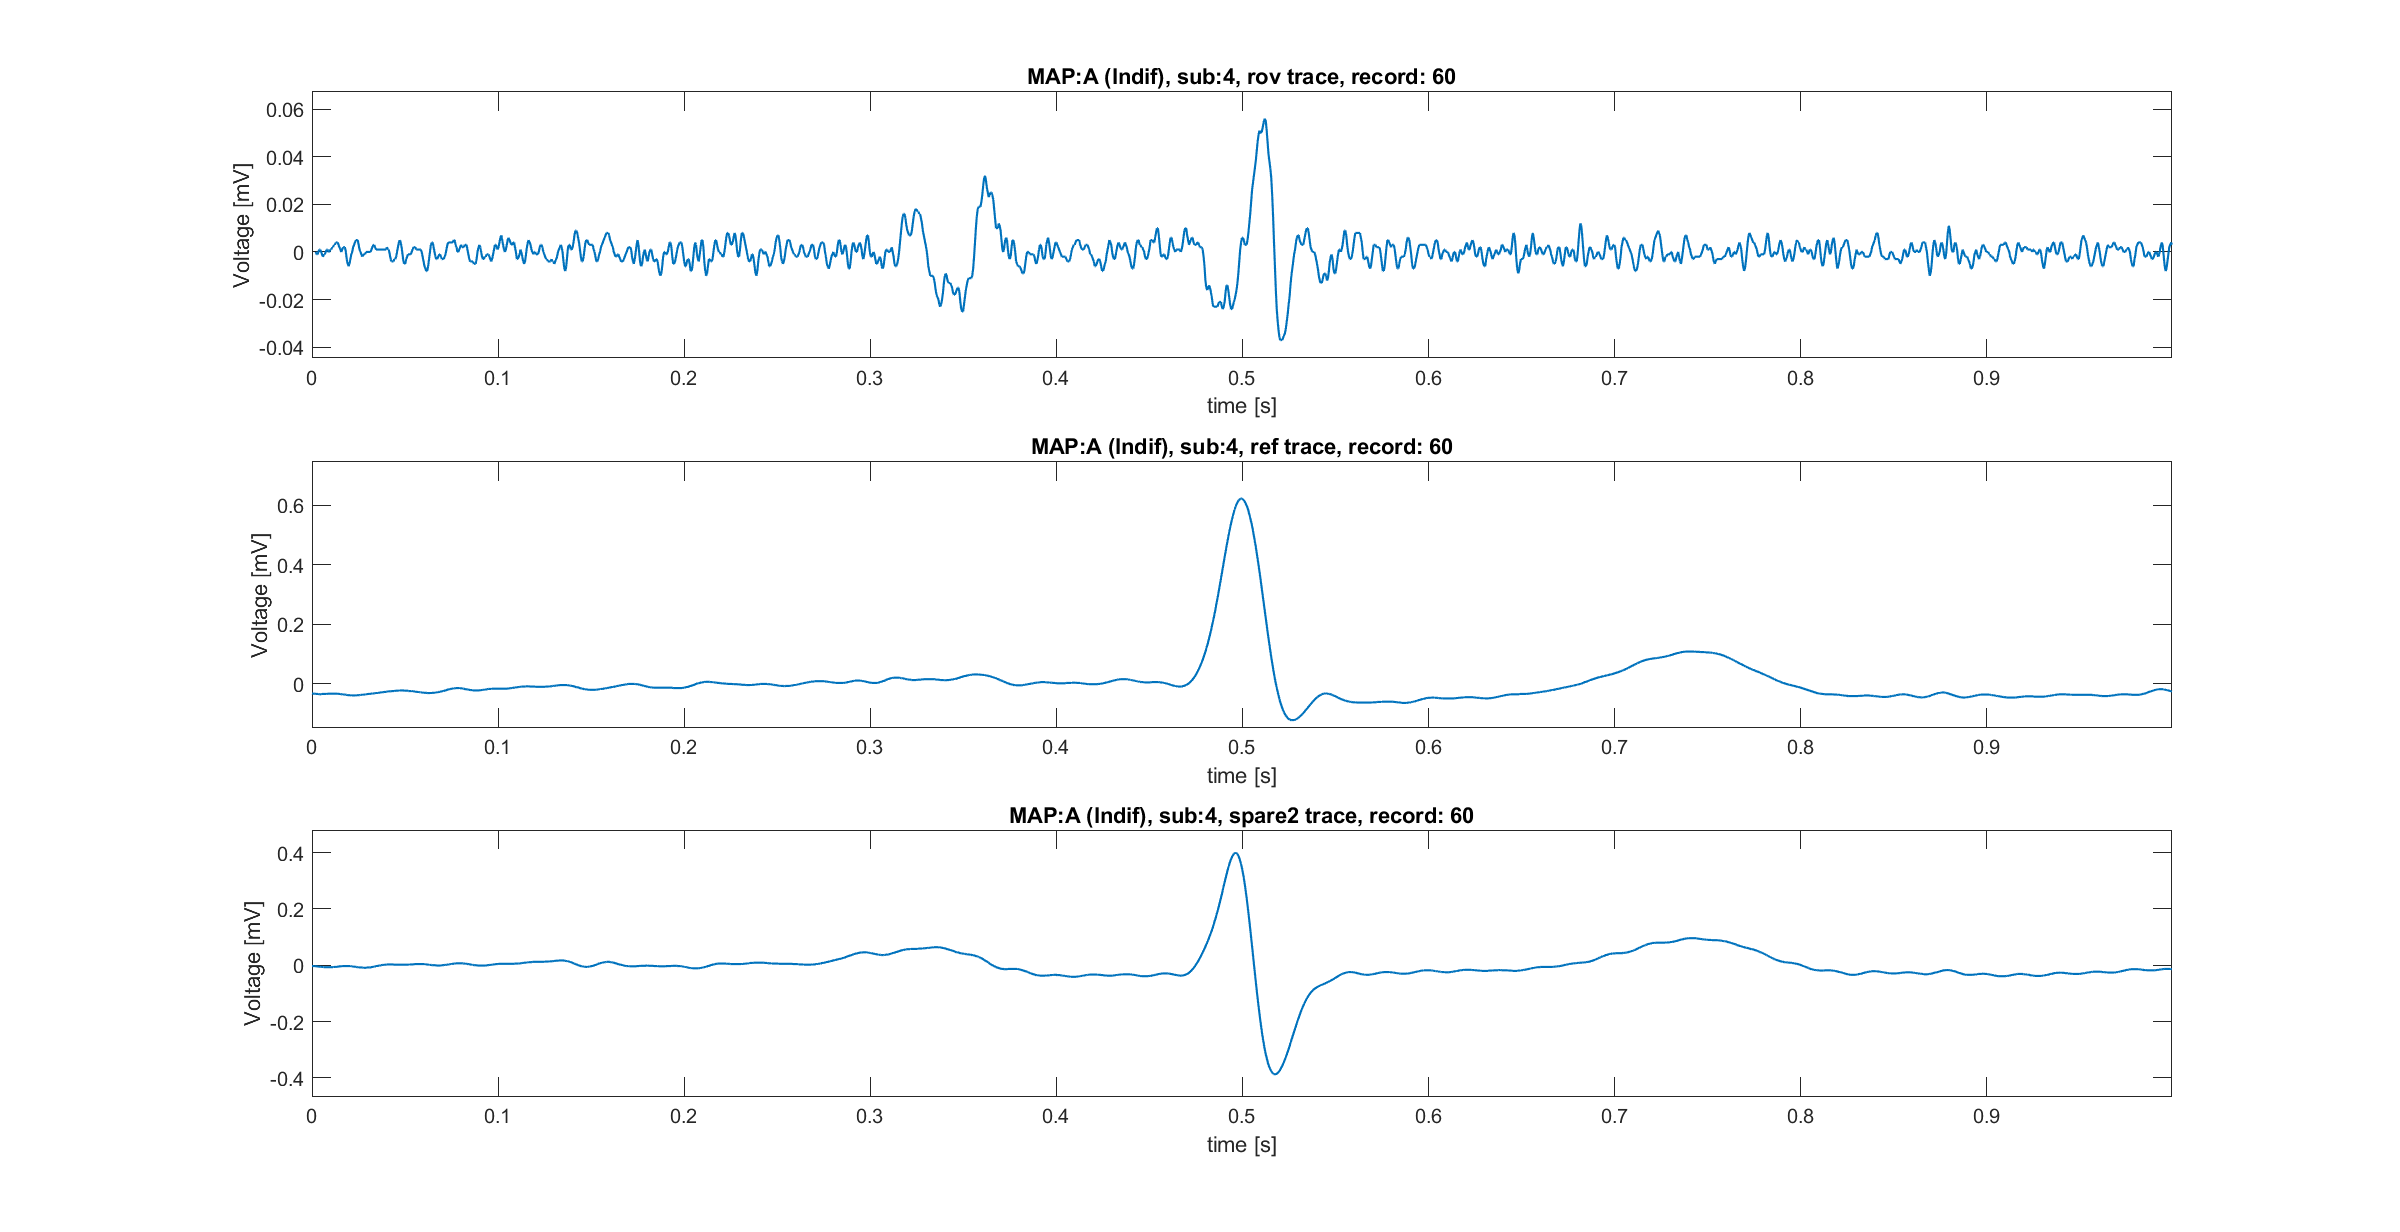 MAP:A (Indif), sub:4, rov trace, record: 60
Voltage [mV]
0.06
0.04
0.02
0
-0.02
-0.04
0 0.1 0.2 0.3 0.4 0.5 0.6 0.7 0.8 0.9
time [s]
MAP:A (Indif), sub:4, ref trace, record: 60
Voltage [mV]
0.6
0.4
0.2
0
0 0.1 0.2 0.3 0.4 0.5 0.6 0.7 0.8 0.9
time [s]
MAP:A (Indif), sub:4, spare2 trace, record: 60
Voltage [mV]
0.4
0.2
0
-0.2
-0.4
0 0.1 0.2 0.3 0.4 0.5 0.6 0.7 0.8 0.9
time [s]